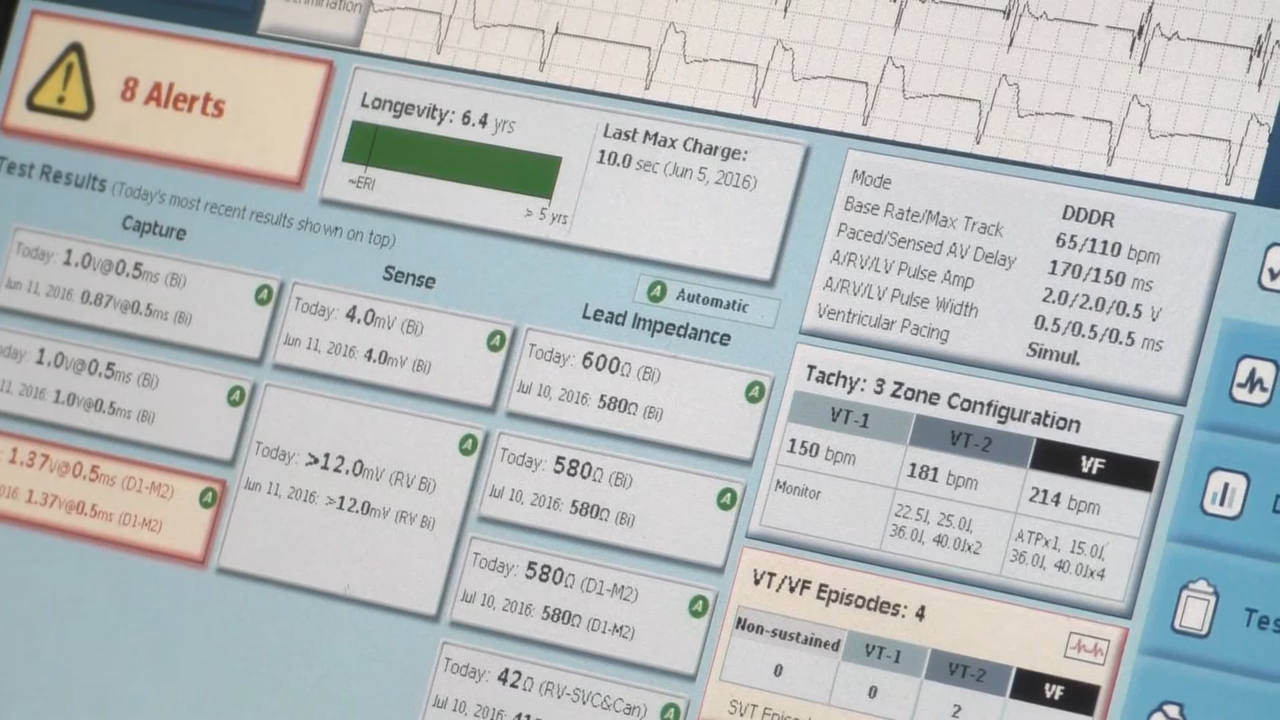 8 Alerts
Longevity: 6.4 yrs
~ERI
> 5 yrs
Last Max Charge:
10.0 sec (Jun 5, 2016)
Test Results (Today's most recent results shown on top)
Capture
Today: 1.0V@0.5ms (Bi)
Jun 11, 2016: 0.87V@0.5ms (Bi)
A
1.0V@0.5ms (Bi)
1.0V@0.5ms (Bi)
A
1.37V@0.5ms (D1-M2)
1.37V@0.5ms (D1-M2)
A
Sense
Today: 4.0mV (Bi)
Jun 11, 2016: 4.0mV (Bi)
A
Today: >12.0mV (RV Bi)
Jun 11, 2016: >12.0mV (RV Bi)
A
A Automatic
Lead Impedance
Today: 600Ω (Bi)
Jul 10, 2016: 580Ω (Bi)
A
Today: 580Ω (Bi)
Jul 10, 2016: 580Ω (Bi)
A
Today: 580Ω (D1-M2)
Jul 10, 2016: 580Ω (D1-M2)
A
Today: 42Ω (RV-SVC&Can)
Jul 10, 2016:
A
Mode DDDR
Base Rate/Max Track 65/110 bpm
Paced/Sensed AV Delay 170/150 ms
A/RV/LV Pulse Amp 2.0/2.0/0.5 V
A/RV/LV Pulse Width 0.5/0.5/0.5 ms
Ventricular Pacing Simul.
Tachy: 3 Zone Configuration
VT-1 VT-2 VF
150 bpm 181 bpm 214 bpm
Monitor
22.5J, 25.0J,
36.0J, 40.0Jx2
ATPx1, 15.0J,
36.0J, 40.0Jx4
VT/VF Episodes: 4
Non-sustained VT-1 VT-2 VF
0 0 2
SVT